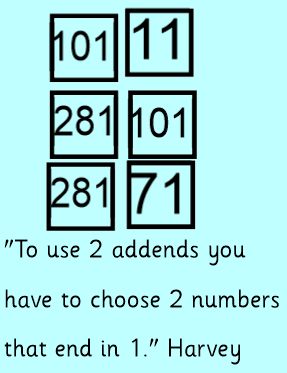 101 11
281 101
281 71
"To use 2 addends you
have to choose 2 numbers
that end in 1." Harvey